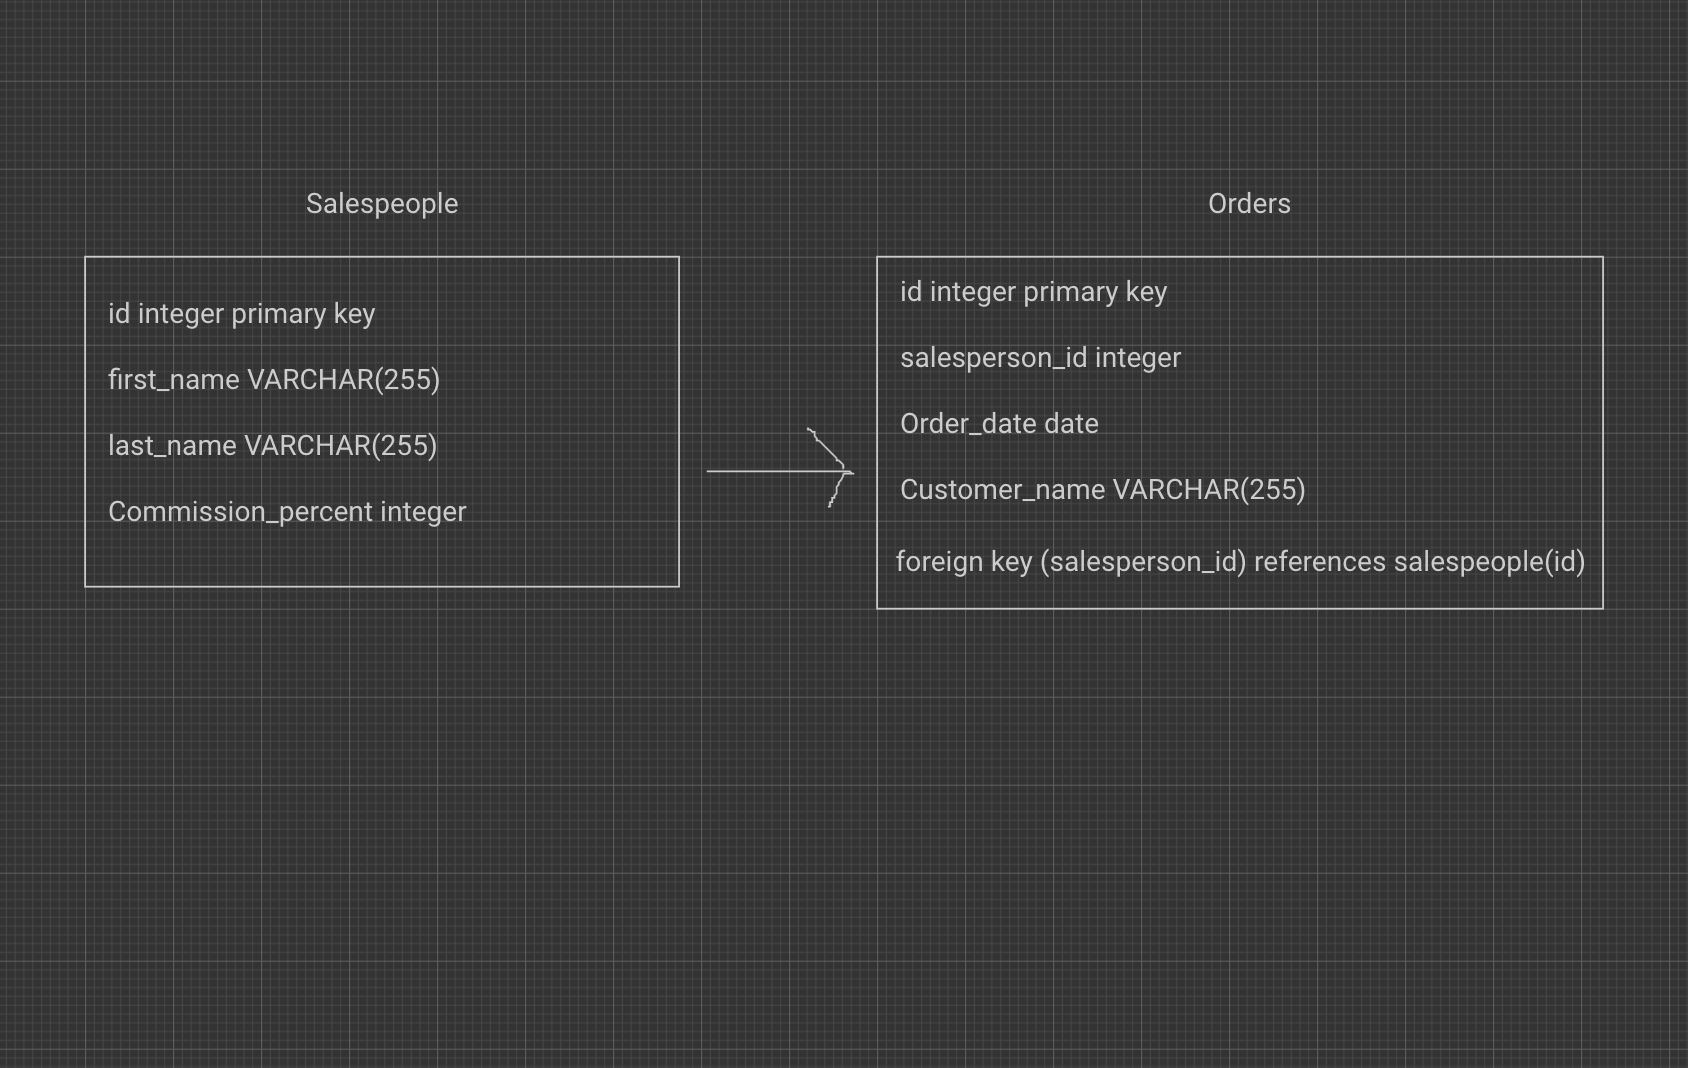 Salespeople
id integer primary key
first_name VARCHAR(255)
last_name VARCHAR(255)
Commission_percent integer
Orders
id integer primary key
salesperson_id integer
Order_date date
Customer_name VARCHAR(255)
foreign key (salesperson_id) references salespeople(id)